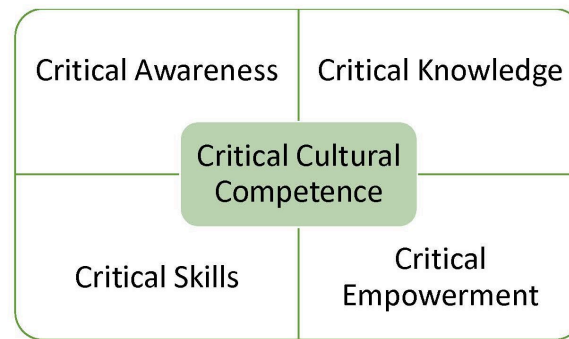 Critical Awareness
Critical Knowledge
Critical Cultural
Competence
Critical Skills
Critical
Empowerment